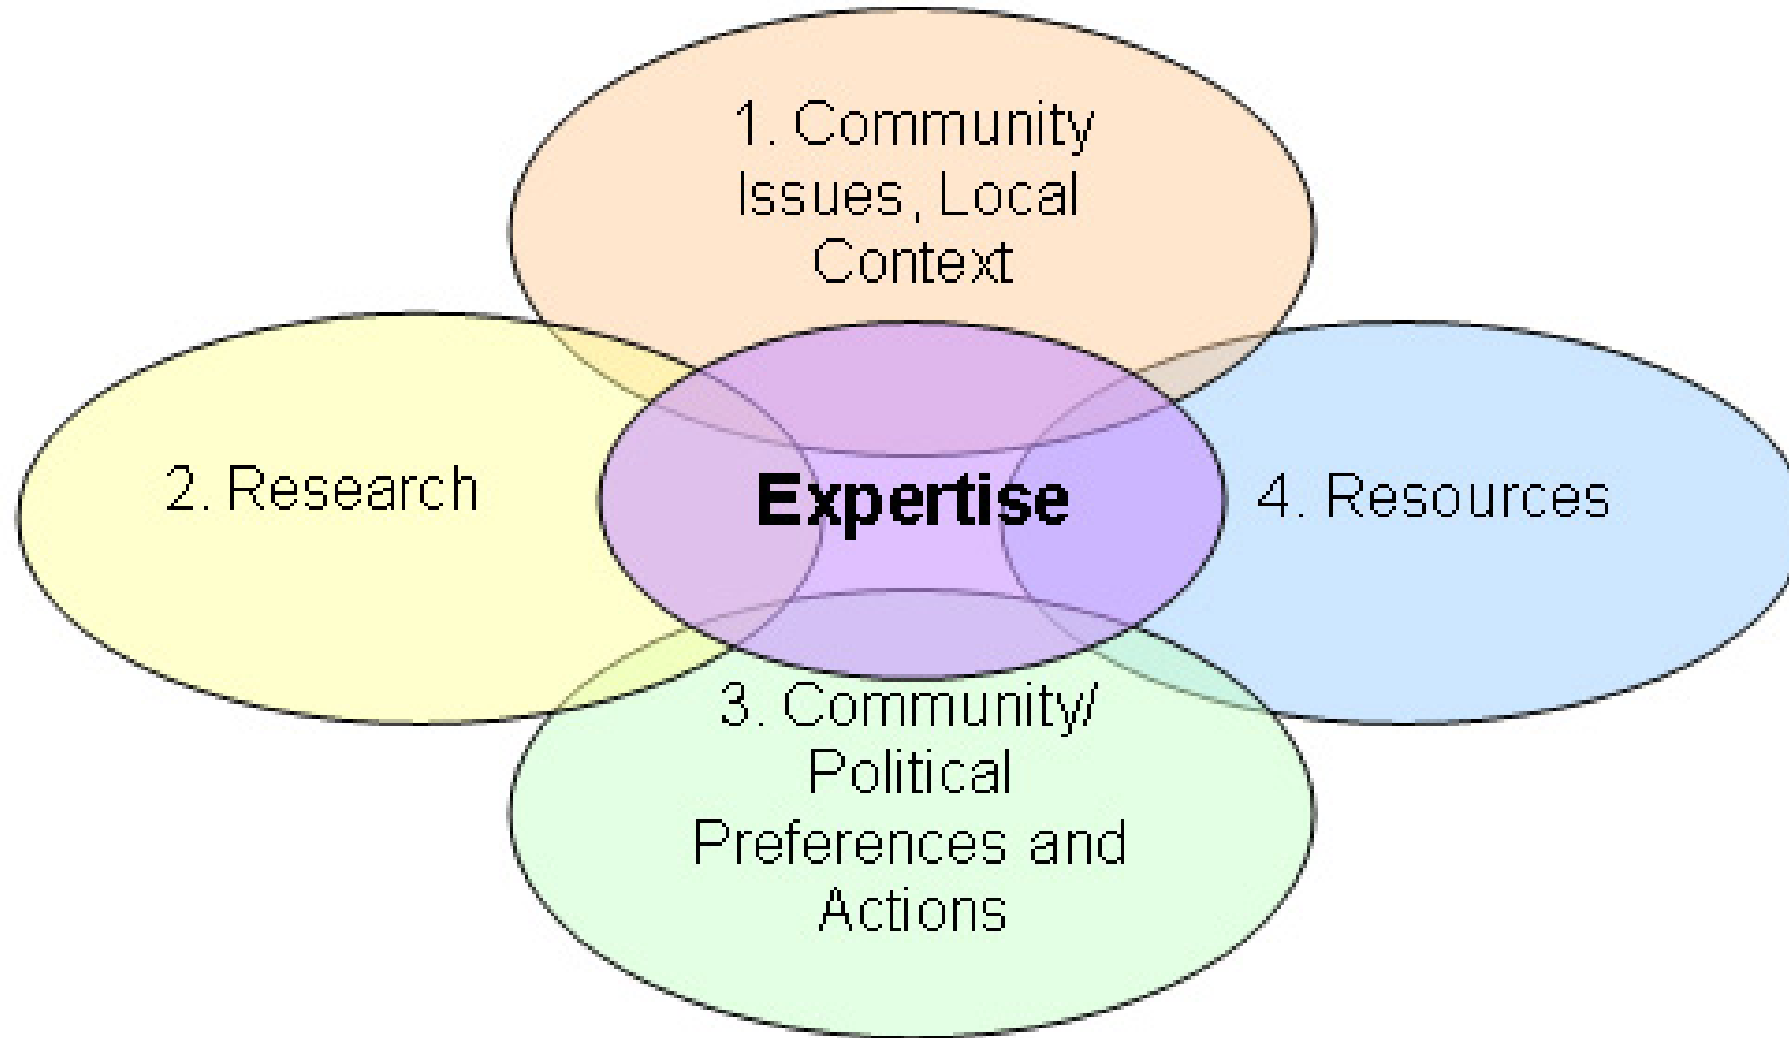 1. Community
Issues, Local
Context
2. Research
Expertise
4. Resources
3. Community/
Political
Preferences and
Actions